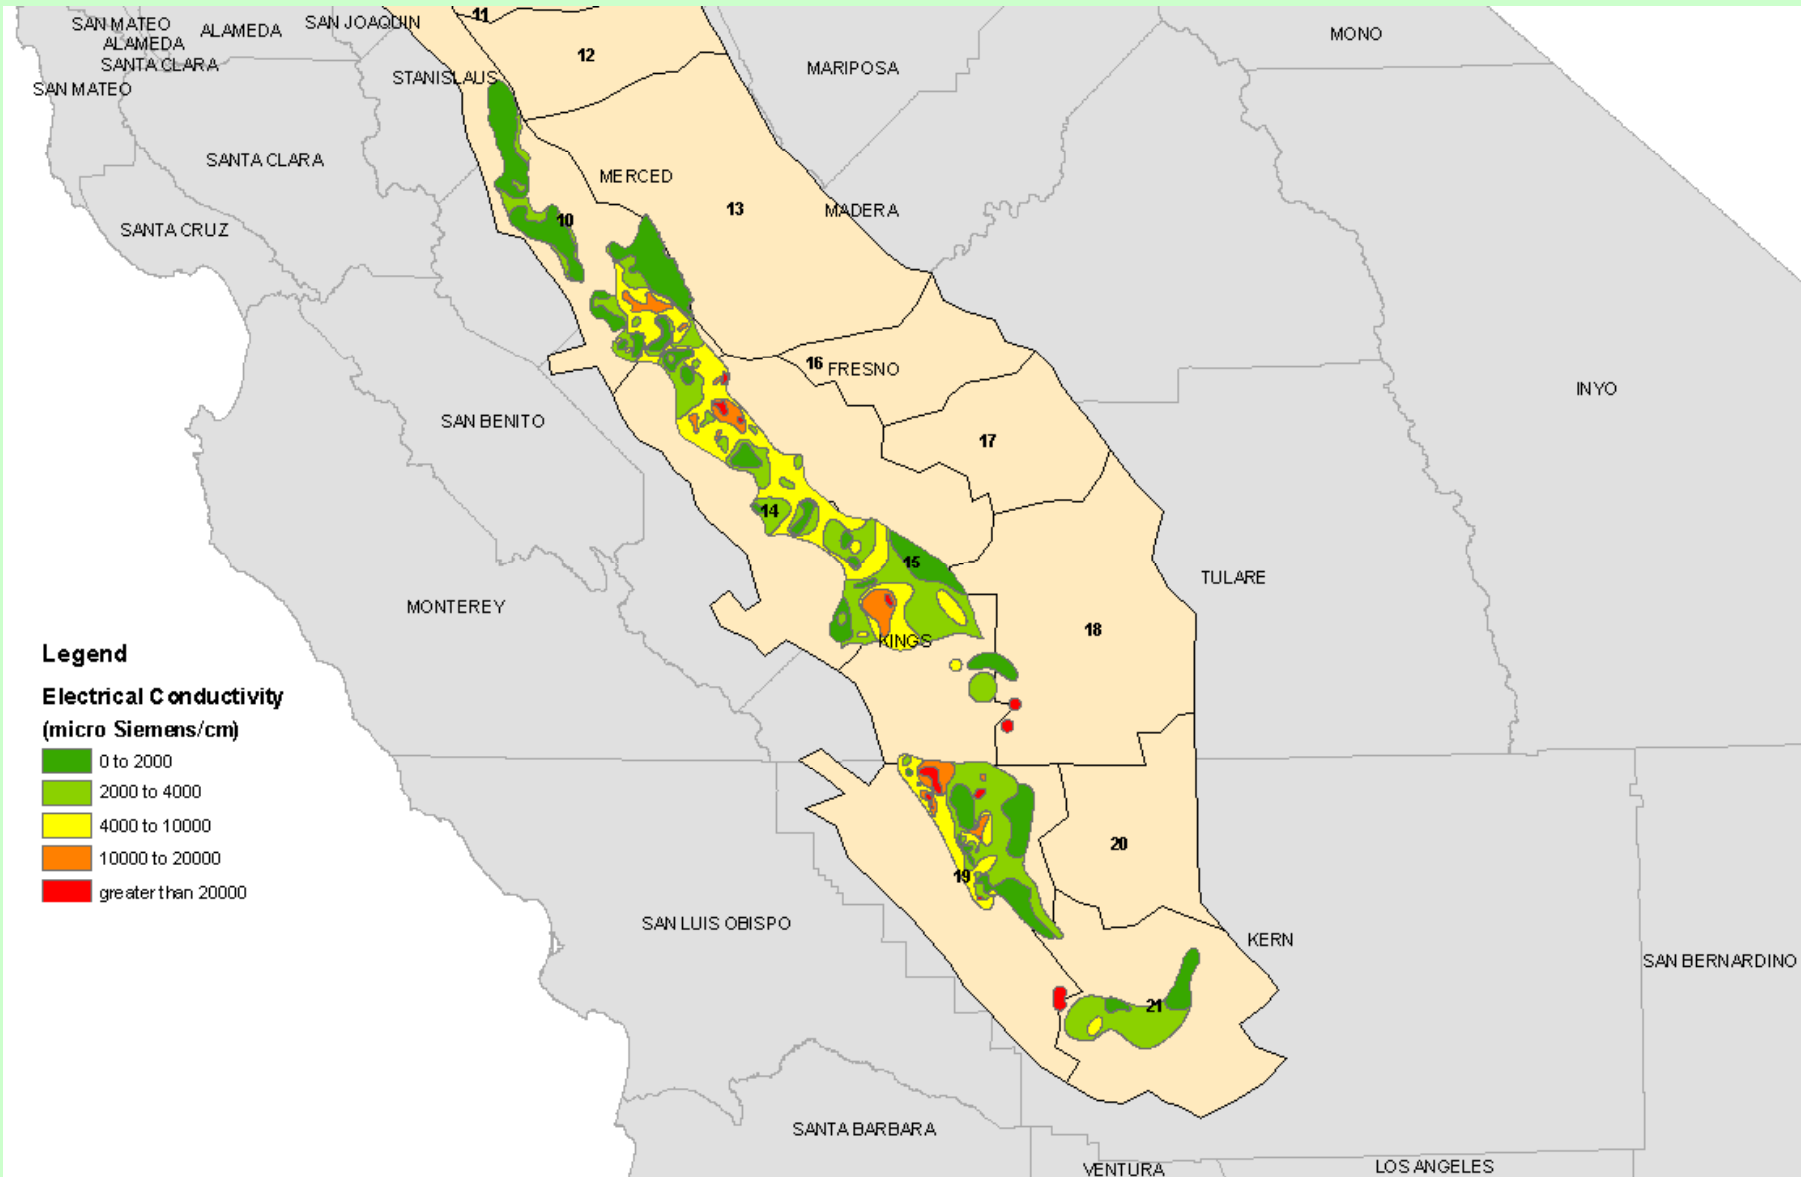 11
SAN MATEO
SAN JOAQUIN
ALAMEDA
ALAMEDA
12
MONO
SANTA CLARA
MARIPOSA
STANISLAUS
SAN MATEO
SANTA CLARA
MERCED
13
MADERA
10
SANTA CRUZ
16
FRESNO
INYO
SAN BENITO
17
14
15
TULARE
MONTEREY
18
KINGS
Legend
Electrical Conductivity
(micro Siemens/cm)
0 to 2000
2000 to 4000
4000 to 10000
10000 to 20000
greater than 20000
20
19
SAN LUIS OBISPO
KERN
SAN BERNARDINO
21
SANTA BARBARA
VENTURA
LOS ANGELES